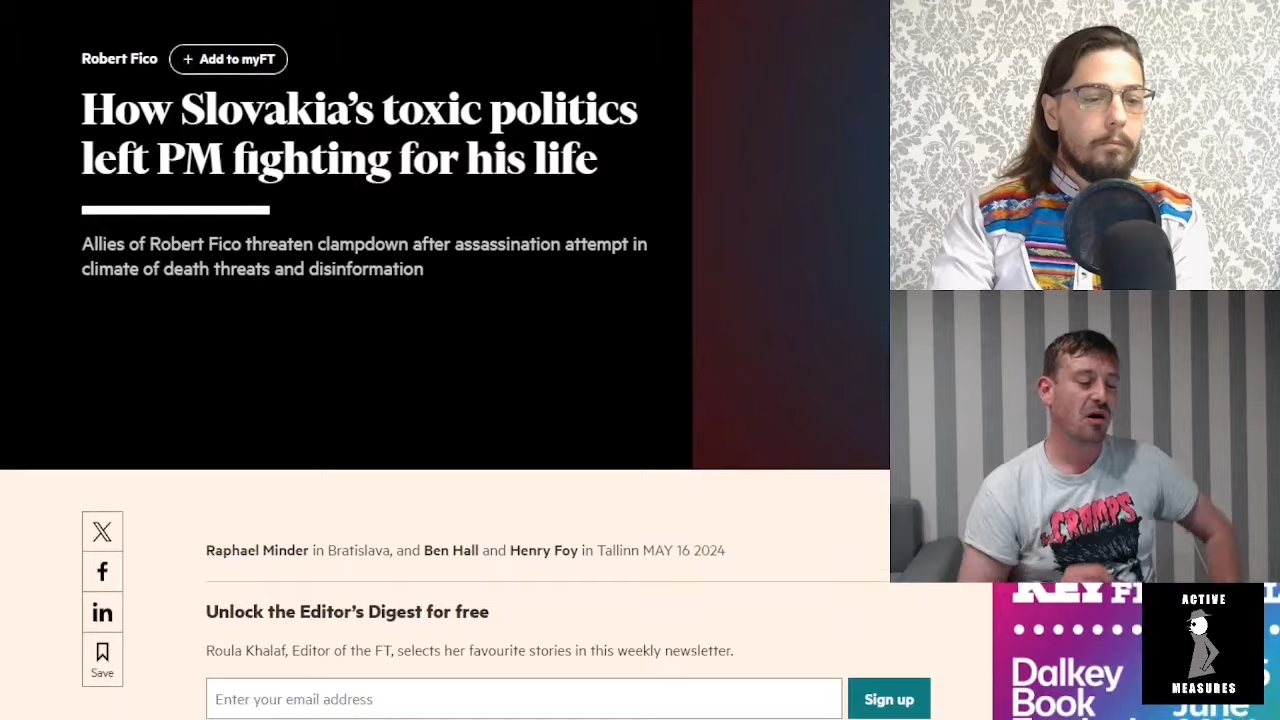 Robert Fico
+ Add to myFT
How Slovakia’s toxic politics
left PM fighting for his life
Allies of Robert Fico threaten clampdown after assassination attempt in
climate of death threats and disinformation
Raphael Minder in Bratislava, and Ben Hall and Henry Foy in Tallinn MAY 16 2024
Unlock the Editor’s Digest for free
Roula Khalaf, Editor of the FT, selects her favourite stories in this weekly newsletter.
Enter your email address
Sign up
X
f
in
Save
CRAMPS
Dalkey
Book
June
ACTIVE
MEASURES